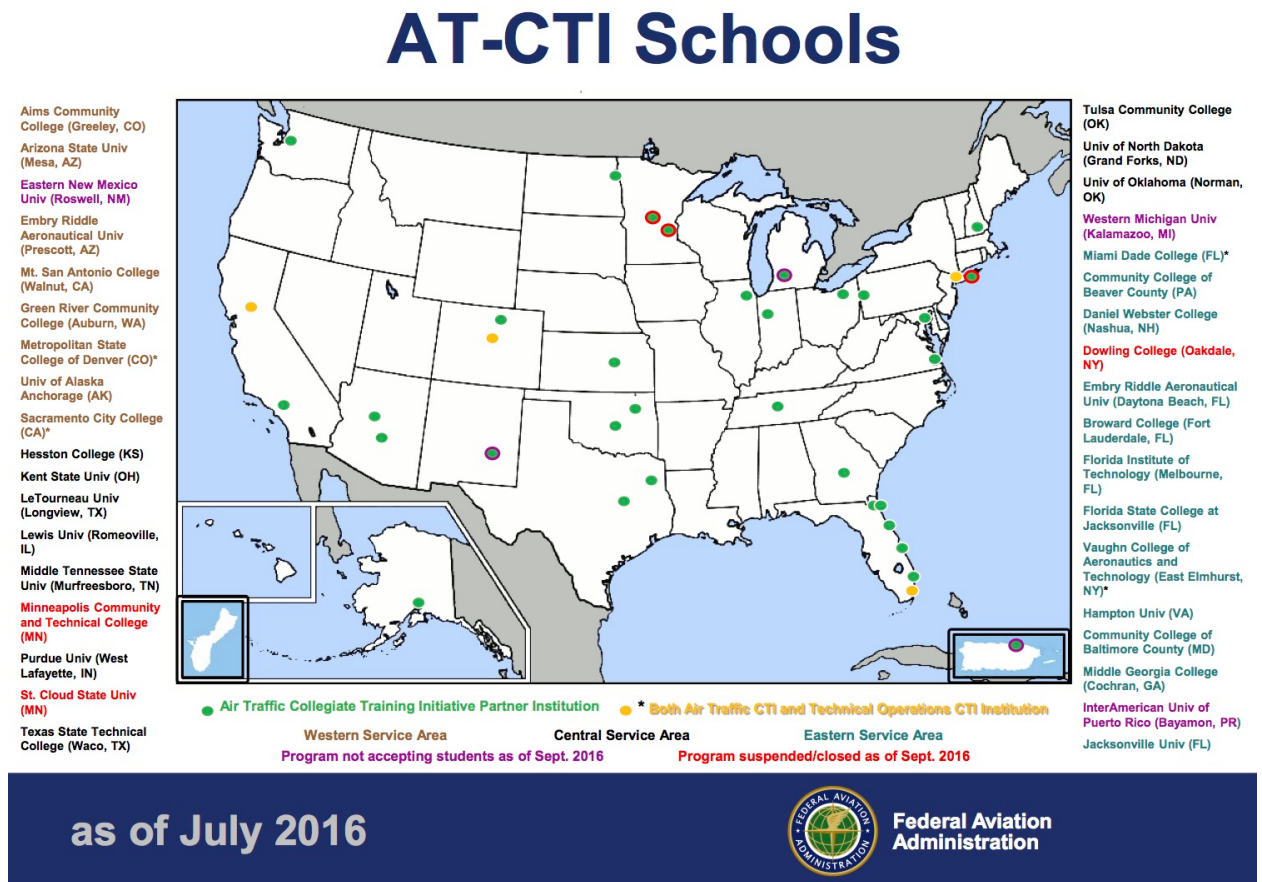 AT-CTI Schools
Aims Community
College (Greeley, CO)
Arizona State Univ
(Mesa, AZ)
Eastern New Mexico
Univ (Roswell, NM)
Embry Riddle
Aeronautical Univ
(Prescott, AZ)
Mt. San Antonio College
(Walnut, CA)
Green River Community
College (Auburn, WA)
Metropolitan State
College of Denver (CO)*
Univ of Alaska
Anchorage (AK)
Sacramento City College
(CA)*
Hesston College (KS)
Kent State Univ (OH)
LeTourneau Univ
(Longview, TX)
Lewis Univ (Romeoville,
IL)
Middle Tennessee State
Univ (Murfreesboro, TN)
Minneapolis Community
and Technical College
(MN)
Purdue Univ (West
Lafayette, IN)
St. Cloud State Univ
(MN)
Texas State Technical
College (Waco, TX)
Tulsa Community College
(OK)
Univ of North Dakota
(Grand Forks, ND)
Univ of Oklahoma (Norman,
OK)
Western Michigan Univ
(Kalamazoo, MI)
Miami Dade College (FL)*
Community College of
Beaver County (PA)
Daniel Webster College
(Nashua, NH)
Dowling College (Oakdale,
NY)
Embry Riddle Aeronautical
Univ (Daytona Beach, FL)
Broward College (Fort
Lauderdale, FL)
Florida Institute of
Technology (Melbourne,
FL)
Florida State College at
Jacksonville (FL)
Vaughn College of
Aeronautics and
Technology (East Elmhurst,
NY)*
Hampton Univ (VA)
Community College of
Baltimore County (MD)
Middle Georgia College
(Cochran, GA)
InterAmerican Univ of
Puerto Rico (Bayamon, PR)
Jacksonville Univ (FL)
Air Traffic Collegiate Training Initiative Partner Institution
* Both Air Traffic CTI and Technical Operations CTI Institution
Western Service Area
Central Service Area
Eastern Service Area
Program not accepting students as of Sept. 2016
Program suspended/closed as of Sept. 2016
as of July 2016
FEDERAL AVIATION
ADMINISTRATION
Federal Aviation
Administration